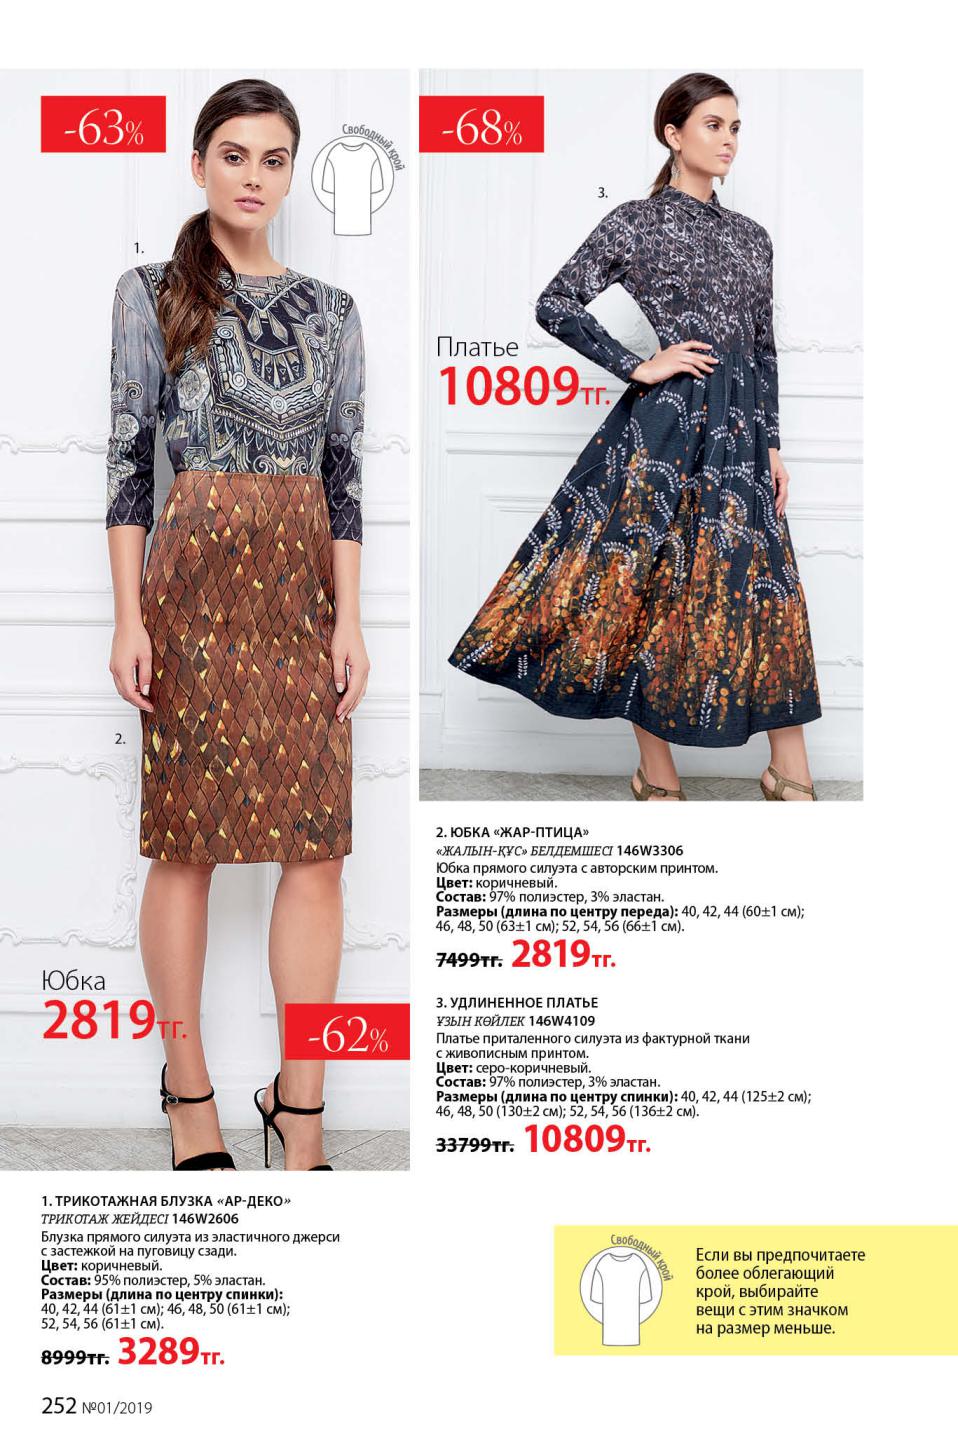 -63%
Свободный крой
1.
2.
Юбка
2819тг.
-62%
-68%
3.
Платье
10809тг.
2. ЮБКА «ЖАР-ПТИЦА»
«ЖАЛЫН-ҚҰС» БЕЛДЕМШЕСІ 146W3306
Юбка прямого силуэта с авторским принтом.
Цвет: коричневый.
Состав: 97% полиэстер, 3% эластан.
Размеры (длина по центру переда): 40, 42, 44 (60±1 см);
46, 48, 50 (63±1 см); 52, 54, 56 (66±1 см).
7499тг. 2819тг.
3. УДЛИНЕННОЕ ПЛАТЬЕ
ҰЗЫН КӨЙЛЕК 146W4109
Платье приталенного силуэта из фактурной ткани
с живописным принтом.
Цвет: серо-коричневый.
Состав: 97% полиэстер, 3% эластан.
Размеры (длина по центру спинки): 40, 42, 44 (125±2 см);
46, 48, 50 (130±2 см); 52, 54, 56 (136±2 см).
33799тг. 10809тг.
1. ТРИКОТАЖНАЯ БЛУЗКА «АР-ДЕКО»
ТРИКОТАЖ ЖЕЙДЕСІ 146W2606
Блузка прямого силуэта из эластичного джерси
с застежкой на пуговицу сзади.
Цвет: коричневый.
Состав: 95% полиэстер, 5% эластан.
Размеры (длина по центру спинки):
40, 42, 44 (61±1 см); 46, 48, 50 (61±1 см);
52, 54, 56 (61±1 см).
8999тг. 3289тг.
Свободный крой
Если вы предпочитаете
более облегающий
крой, выбирайте
вещи с этим значком
на размер меньше.
252 №01/2019